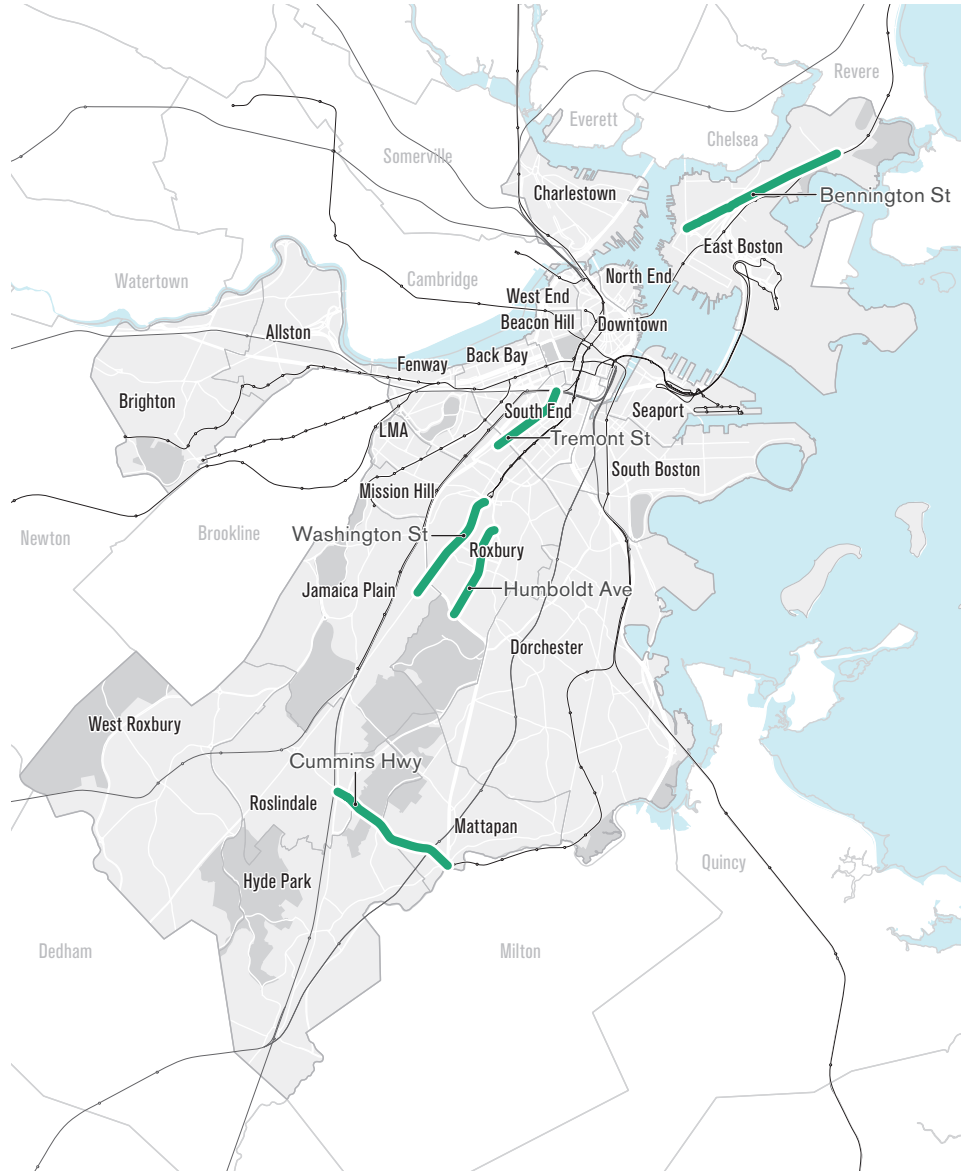 Revere
Everett
Chelsea
Somerville
Charlestown
Bennington St
East Boston
North End
Watertown
Cambridge
West End
Beacon Hill
Downtown
Allston
Back Bay
Fenway
Brighton
South End
Seaport
LMA
Tremont St
South Boston
Mission Hill
Newton
Brookline
Washington St
Roxbury
Jamaica Plain
Humboldt Ave
Dorchester
West Roxbury
Cummins Hwy
Roslindale
Mattapan
Quincy
Hyde Park
Dedham
Milton